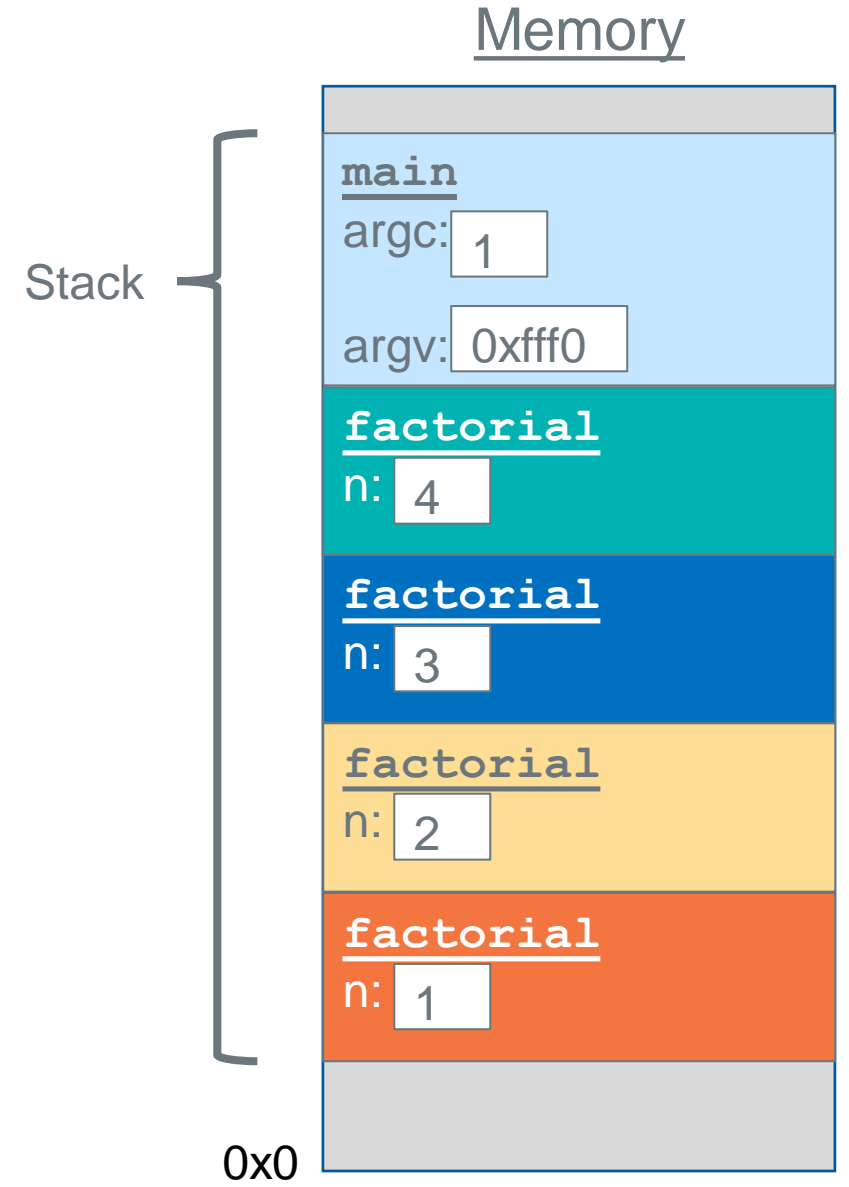 Memory
main
argc: 1
Stack
argv: 0xfff0
factorial
n: 4
factorial
n: 3
factorial
n: 2
factorial
n: 1
0x0